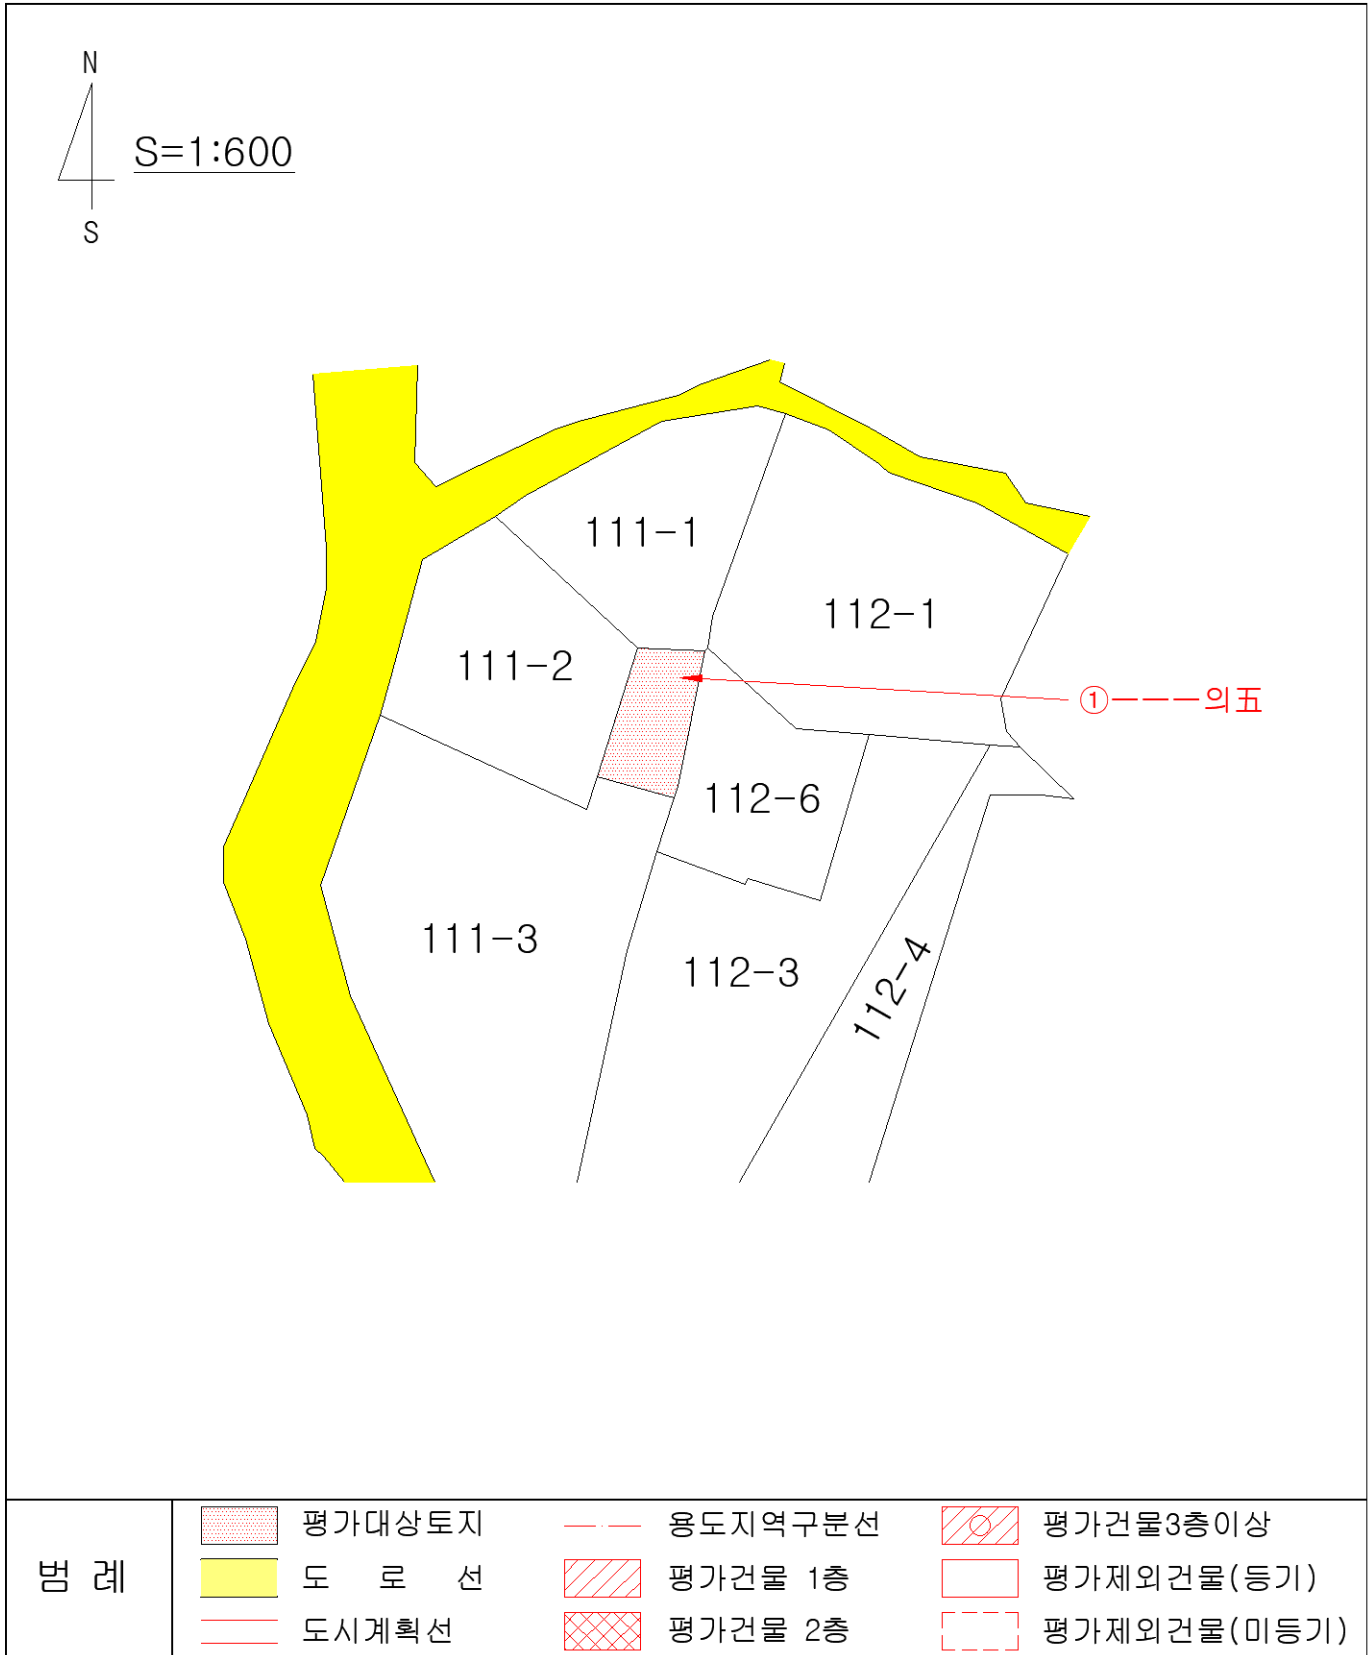 N
S=1:600
S
111-1
112-1
111-2
①———의五
112-6
111-3
112-3
112-4
범 례
평가대상토지
용도지역구분선
평가건물3층이상
도 로 선
평가건물 1층
평가제외건물(등기)
도시계획선
평가건물 2층
평가제외건물(미등기)